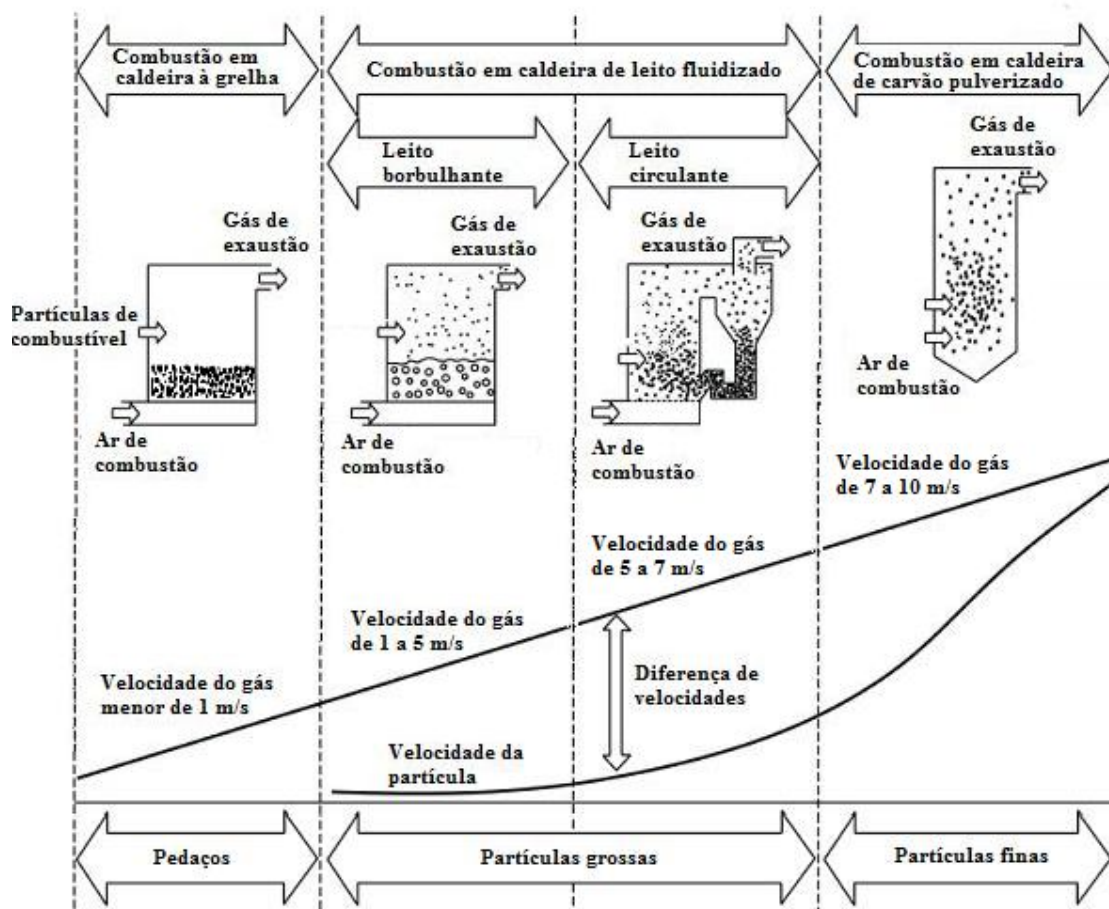 Combustão em
caldeira à grelha
Combustão em caldeira de leito fluidizado
Combustão em caldeira
de carvão pulverizado
Leito
borbulhante
Leito
circulante
Gás de
exaustão
Gás de
exaustão
Gás de
exaustão
Gás de
exaustão
Partículas de
combustível
Ar de
combustão
Ar de
combustão
Ar de
combustão
Ar de
combustão
Velocidade do gás
de 7 a 10 m/s
Velocidade do gás
de 5 a 7 m/s
Velocidade do gás
de 1 a 5 m/s
Velocidade do gás
menor de 1 m/s
Diferença de
velocidades
Velocidade da
partícula
Pedaços
Partículas grossas
Partículas finas